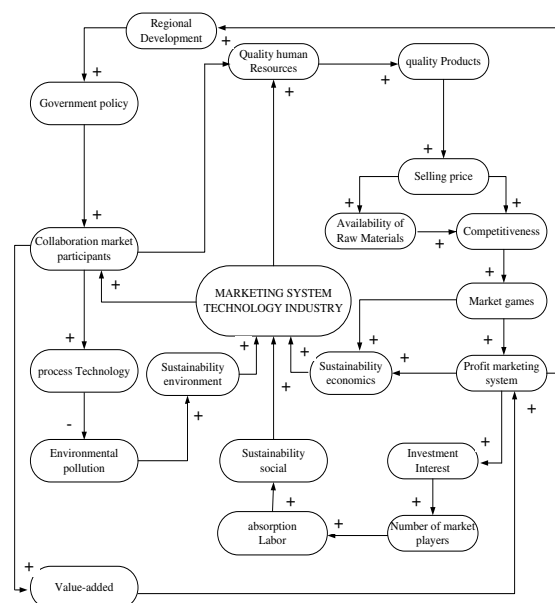 Regional
Development
+
+
Quality human
Resources
+
+
quality Products
+
Government policy
+
Selling price
+
+
+
Availability of
Raw Materials
+
Competitiveness
+
Collaboration market
participants
+
MARKETING SYSTEM
TECHNOLOGY INDUSTRY
Market games
+
+
+
+
+
+
process Technology
Sustainability
environment
Sustainability
economics
+
Profit marketing
system
-
+
+
Environmental
pollution
Sustainability
social
Investment
Interest
+
+
+
absorption
Labor
+
Number of market
players
+
Value-added